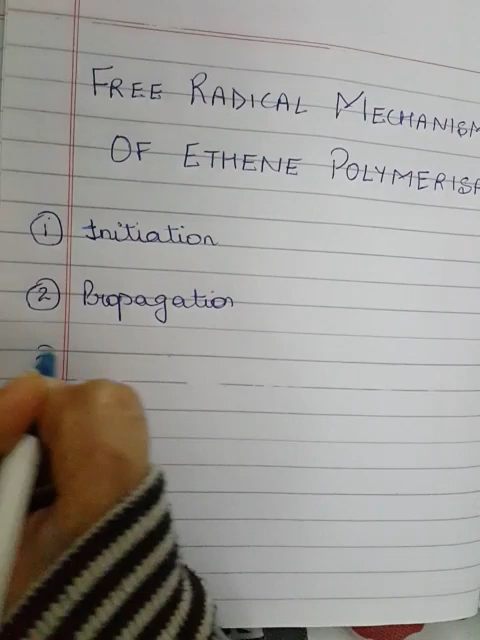 FREE RADICAL MECHANISM
OF ETHENE POLYMERISA
① Initiation
② Propagation